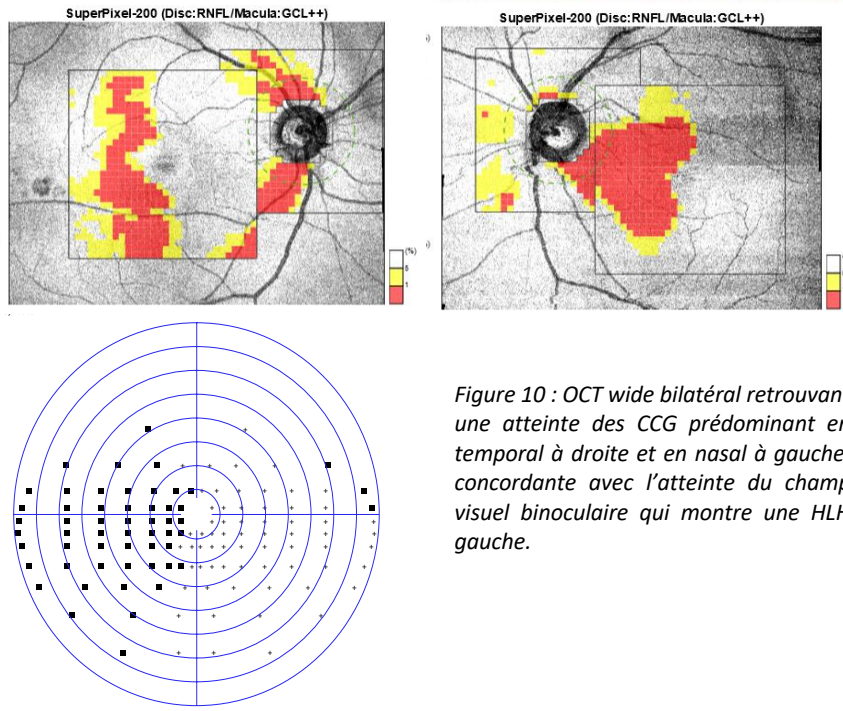 SuperPixel-200 (Disc:RNFL/Macula:GCL++)
SuperPixel-200 (Disc:RNFL/Macula:GCL++)
(%)
5
1
Figure 10 : OCT wide bilatéral retrouvan
une atteinte des CCG prédominant en
temporal à droite et en nasal à gauche
concordante avec l’atteinte du champ
visuel binoculaire qui montre une HLH
gauche.